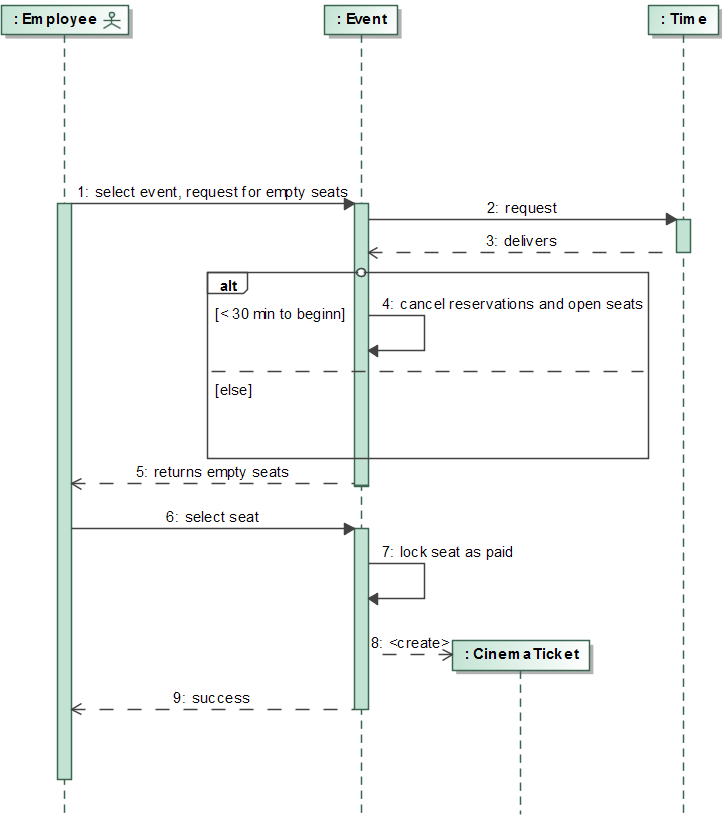 : Employee
: Event
: Time
1: select event, request for empty seats
2: request
3: delivers
alt
4: cancel reservations and open seats
[< 30 min to beginn]
[else]
5: returns empty seats
6: select seat
7: lock seat as paid
8: <create>
: CinemaTicket
9: success